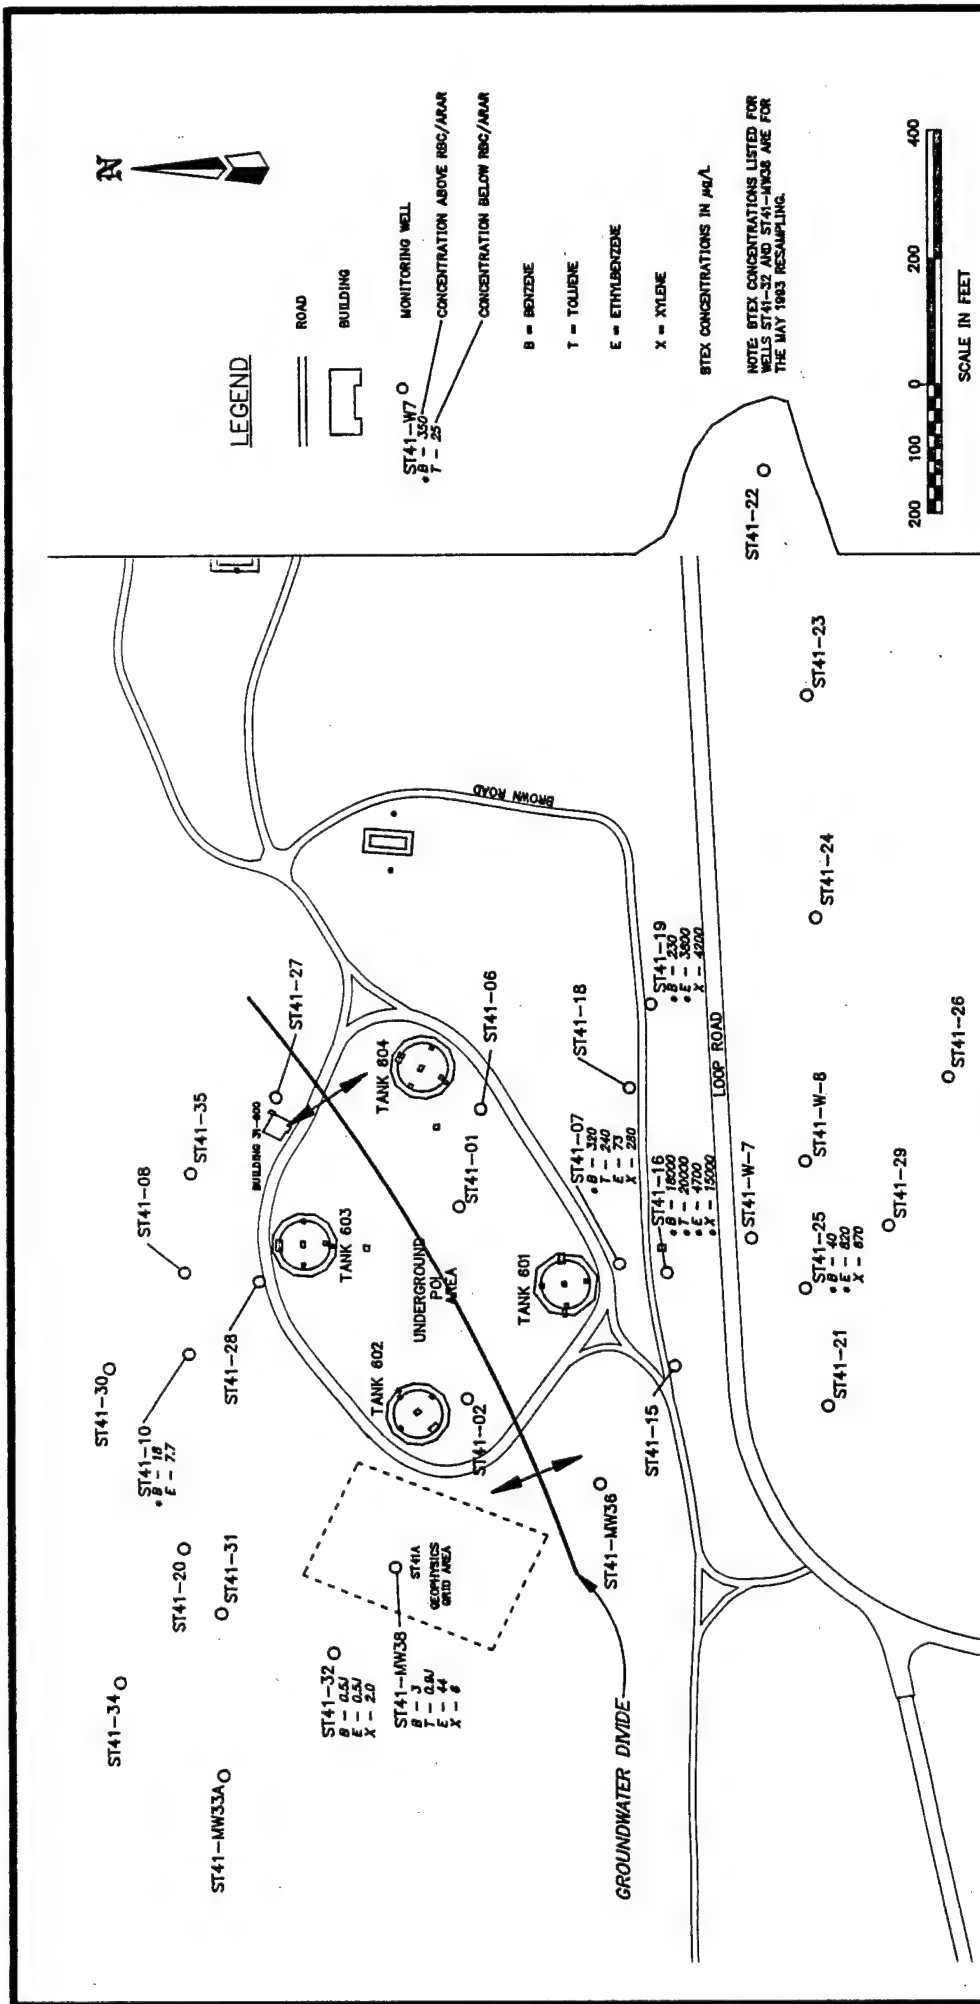 N
LEGEND
ROAD
BUILDING
ST41-W7
•B - 350
T - 25
MONITORING WELL
CONCENTRATION ABOVE RBC/ARAR
CONCENTRATION BELOW RBC/ARAR
B = BENZENE
T = TOLUENE
E = ETHYLBENZENE
X = XYLENE
BTEX CONCENTRATIONS IN µg/L
NOTE: BTEX CONCENTRATIONS LISTED FOR
WELLS ST41-32 AND ST41-MW38 ARE FOR
THE MAY 1993 RESAMPLING.
200 100 0 200 400
SCALE IN FEET
ST41-34
ST41-MW33A
ST41-20
ST41-31
ST41-30
ST41-10
•B - 18
E - 7.7
ST41-08
ST41-35
ST41-28
BUILDING 31-600
ST41-27
ST41-32
B - 0.5J
E - 0.5J
X - 2.0
ST41-MW38
B - 3
T - 0.9J
E - 44
X - 6
ST41A
GEOPHYSICS
GRID AREA
TANK 602
TANK 603
TANK 604
UNDERGROUND
POL
AREA
ST41-02
ST41-01
ST41-06
TANK 601
BROWN ROAD
GROUNDWATER DIVIDE
ST41-MW36
ST41-15
ST41-07
•B - 320
T - 240
E - 73
X - 280
ST41-18
ST41-16
•B - 18000
•T - 20000
•E - 4700
•X - 15000
ST41-19
•B - 230
•E - 3800
X - 4200
LOOP ROAD
ST41-W-7
ST41-W-8
ST41-21
ST41-25
•B - 40
•E - 820
X - 670
ST41-29
ST41-26
ST41-24
ST41-23
ST41-22